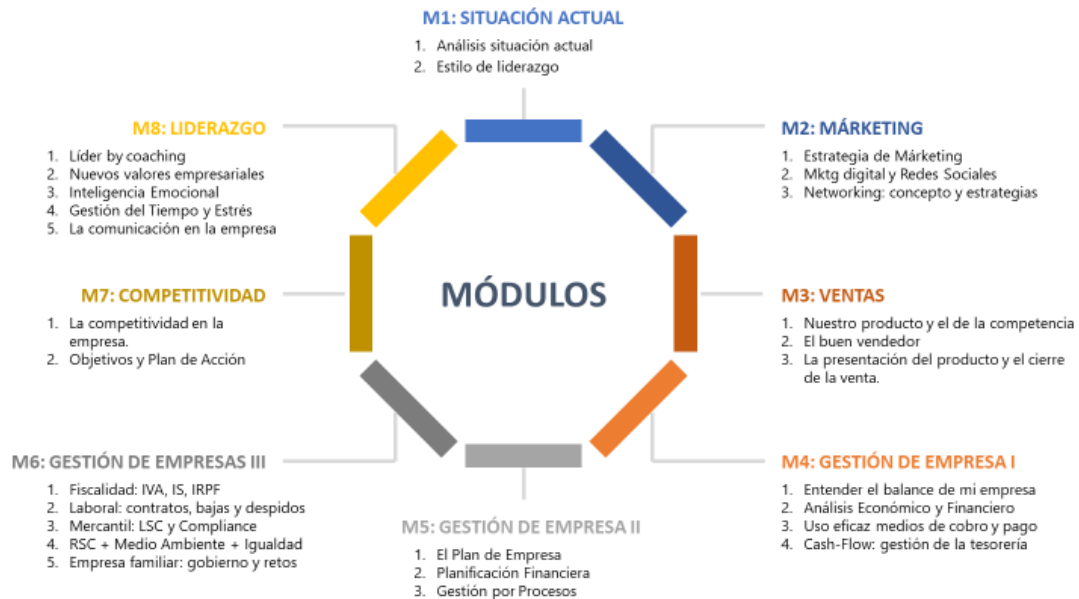 M1: SITUACIÓN ACTUAL
1. Análisis situación actual
2. Estilo de liderazgo
M8: LIDERAZGO
1. Líder by coaching
2. Nuevos valores empresariales
3. Inteligencia Emocional
4. Gestión del Tiempo y Estrés
5. La comunicación en la empresa
M2: MÁRKETING
1. Estrategia de Márketing
2. Mktg digital y Redes Sociales
3. Networking: concepto y estrategias
M7: COMPETITIVIDAD
1. La competitividad en la
empresa.
2. Objetivos y Plan de Acción
MÓDULOS
M3: VENTAS
1. Nuestro producto y el de la competencia
2. El buen vendedor
3. La presentación del producto y el cierre
de la venta.
M6: GESTIÓN DE EMPRESAS III
1. Fiscalidad: IVA, IS, IRPF
2. Laboral: contratos, bajas y despidos
3. Mercantil: LSC y Compliance
4. RSC + Medio Ambiente + Igualdad
5. Empresa familiar: gobierno y retos
M5: GESTIÓN DE EMPRESA II
1. El Plan de Empresa
2. Planificación Financiera
3. Gestión por Procesos
M4: GESTIÓN DE EMPRESA I
1. Entender el balance de mi empresa
2. Análisis Económico y Financiero
3. Uso eficaz medios de cobro y pago
4. Cash-Flow: gestión de la tesorería